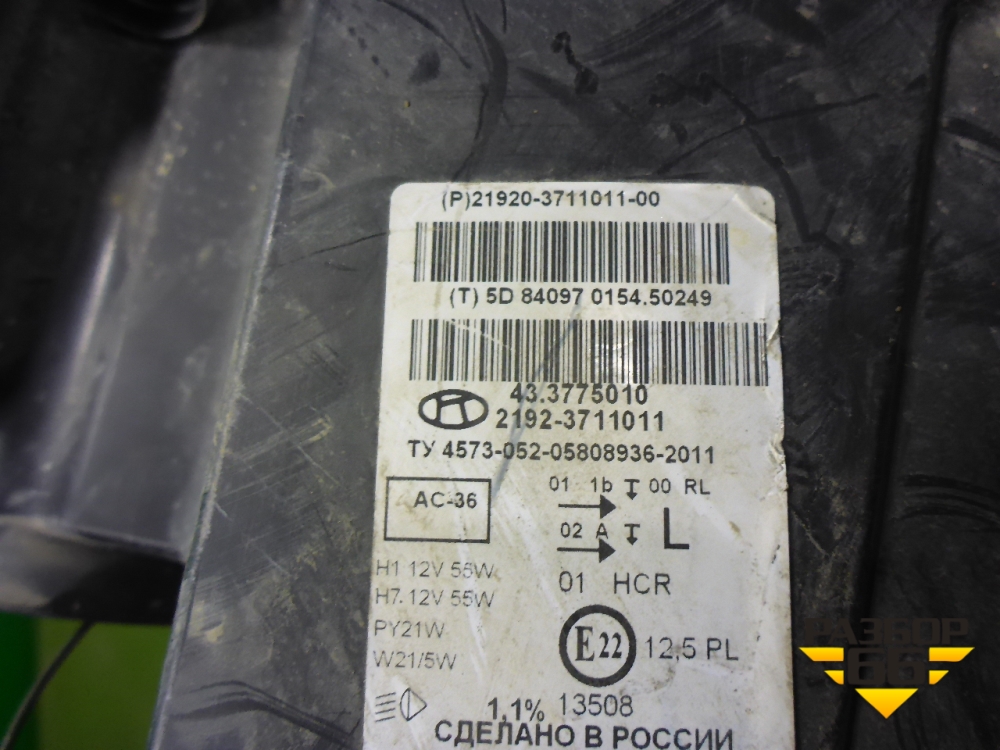 (P)21920-3711011-00
(T) 5D 84097 0154.50249
43.3775010
2192-3711011
ТУ 4573-052-05808936-2011
АС-36
01 1b 00 RL
02 A
L
H1 12V 55W
01 HCR
H7. 12V 55W
PY21W
E22 12,5 PL
W21/5W
1,1% 13508
СДЕЛАНО В РОССИИ
РАЗБОР
66